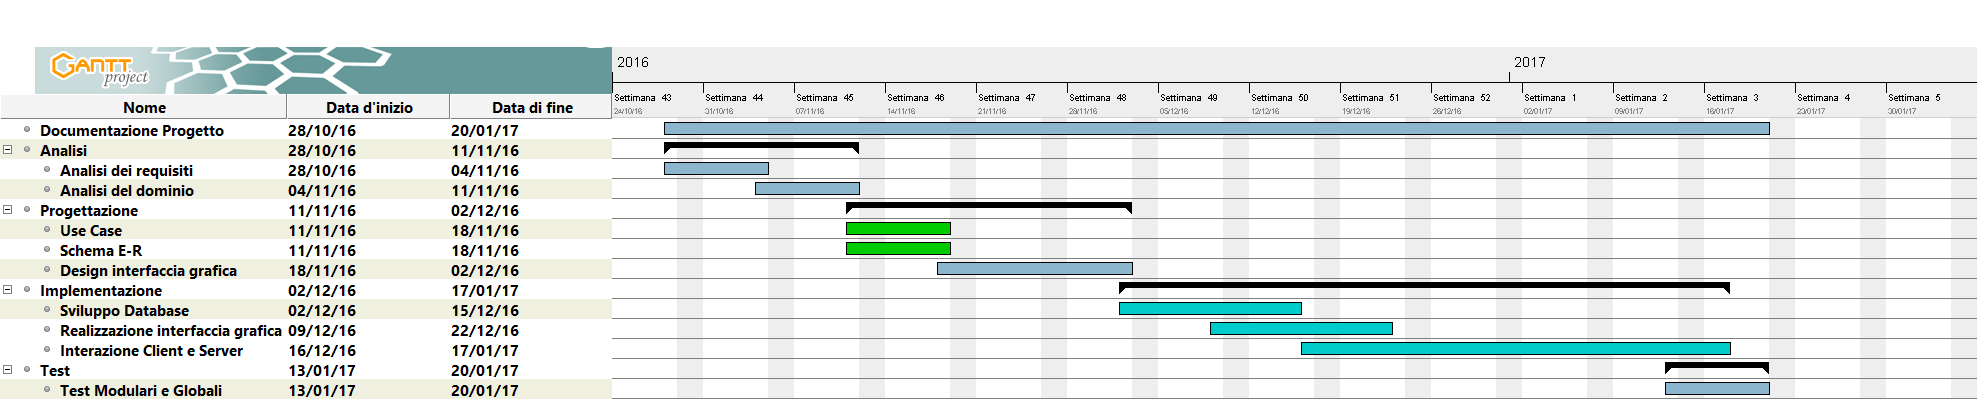 GANTT
project
2016 2017
Nome Data d'inizio Data di fine
Settimana 43 Settimana 44 Settimana 45 Settimana 46 Settimana 47 Settimana 48 Settimana 49 Settimana 50 Settimana 51 Settimana 52 Settimana 1 Settimana 2 Settimana 3 Settimana 4 Settimana 5
24/10/16 31/10/16 07/11/16 14/11/16 21/11/16 28/11/16 05/12/16 12/12/16 19/12/16 26/12/16 02/01/17 09/01/17 16/01/17 23/01/17 30/01/17
Documentazione Progetto 28/10/16 20/01/17
Analisi 28/10/16 11/11/16
Analisi dei requisiti 28/10/16 04/11/16
Analisi del dominio 04/11/16 11/11/16
Progettazione 11/11/16 02/12/16
Use Case 11/11/16 18/11/16
Schema E-R 11/11/16 18/11/16
Design interfaccia grafica 18/11/16 02/12/16
Implementazione 02/12/16 17/01/17
Sviluppo Database 02/12/16 15/12/16
Realizzazione interfaccia grafica 09/12/16 22/12/16
Interazione Client e Server 16/12/16 17/01/17
Test 13/01/17 20/01/17
Test Modulari e Globali 13/01/17 20/01/17